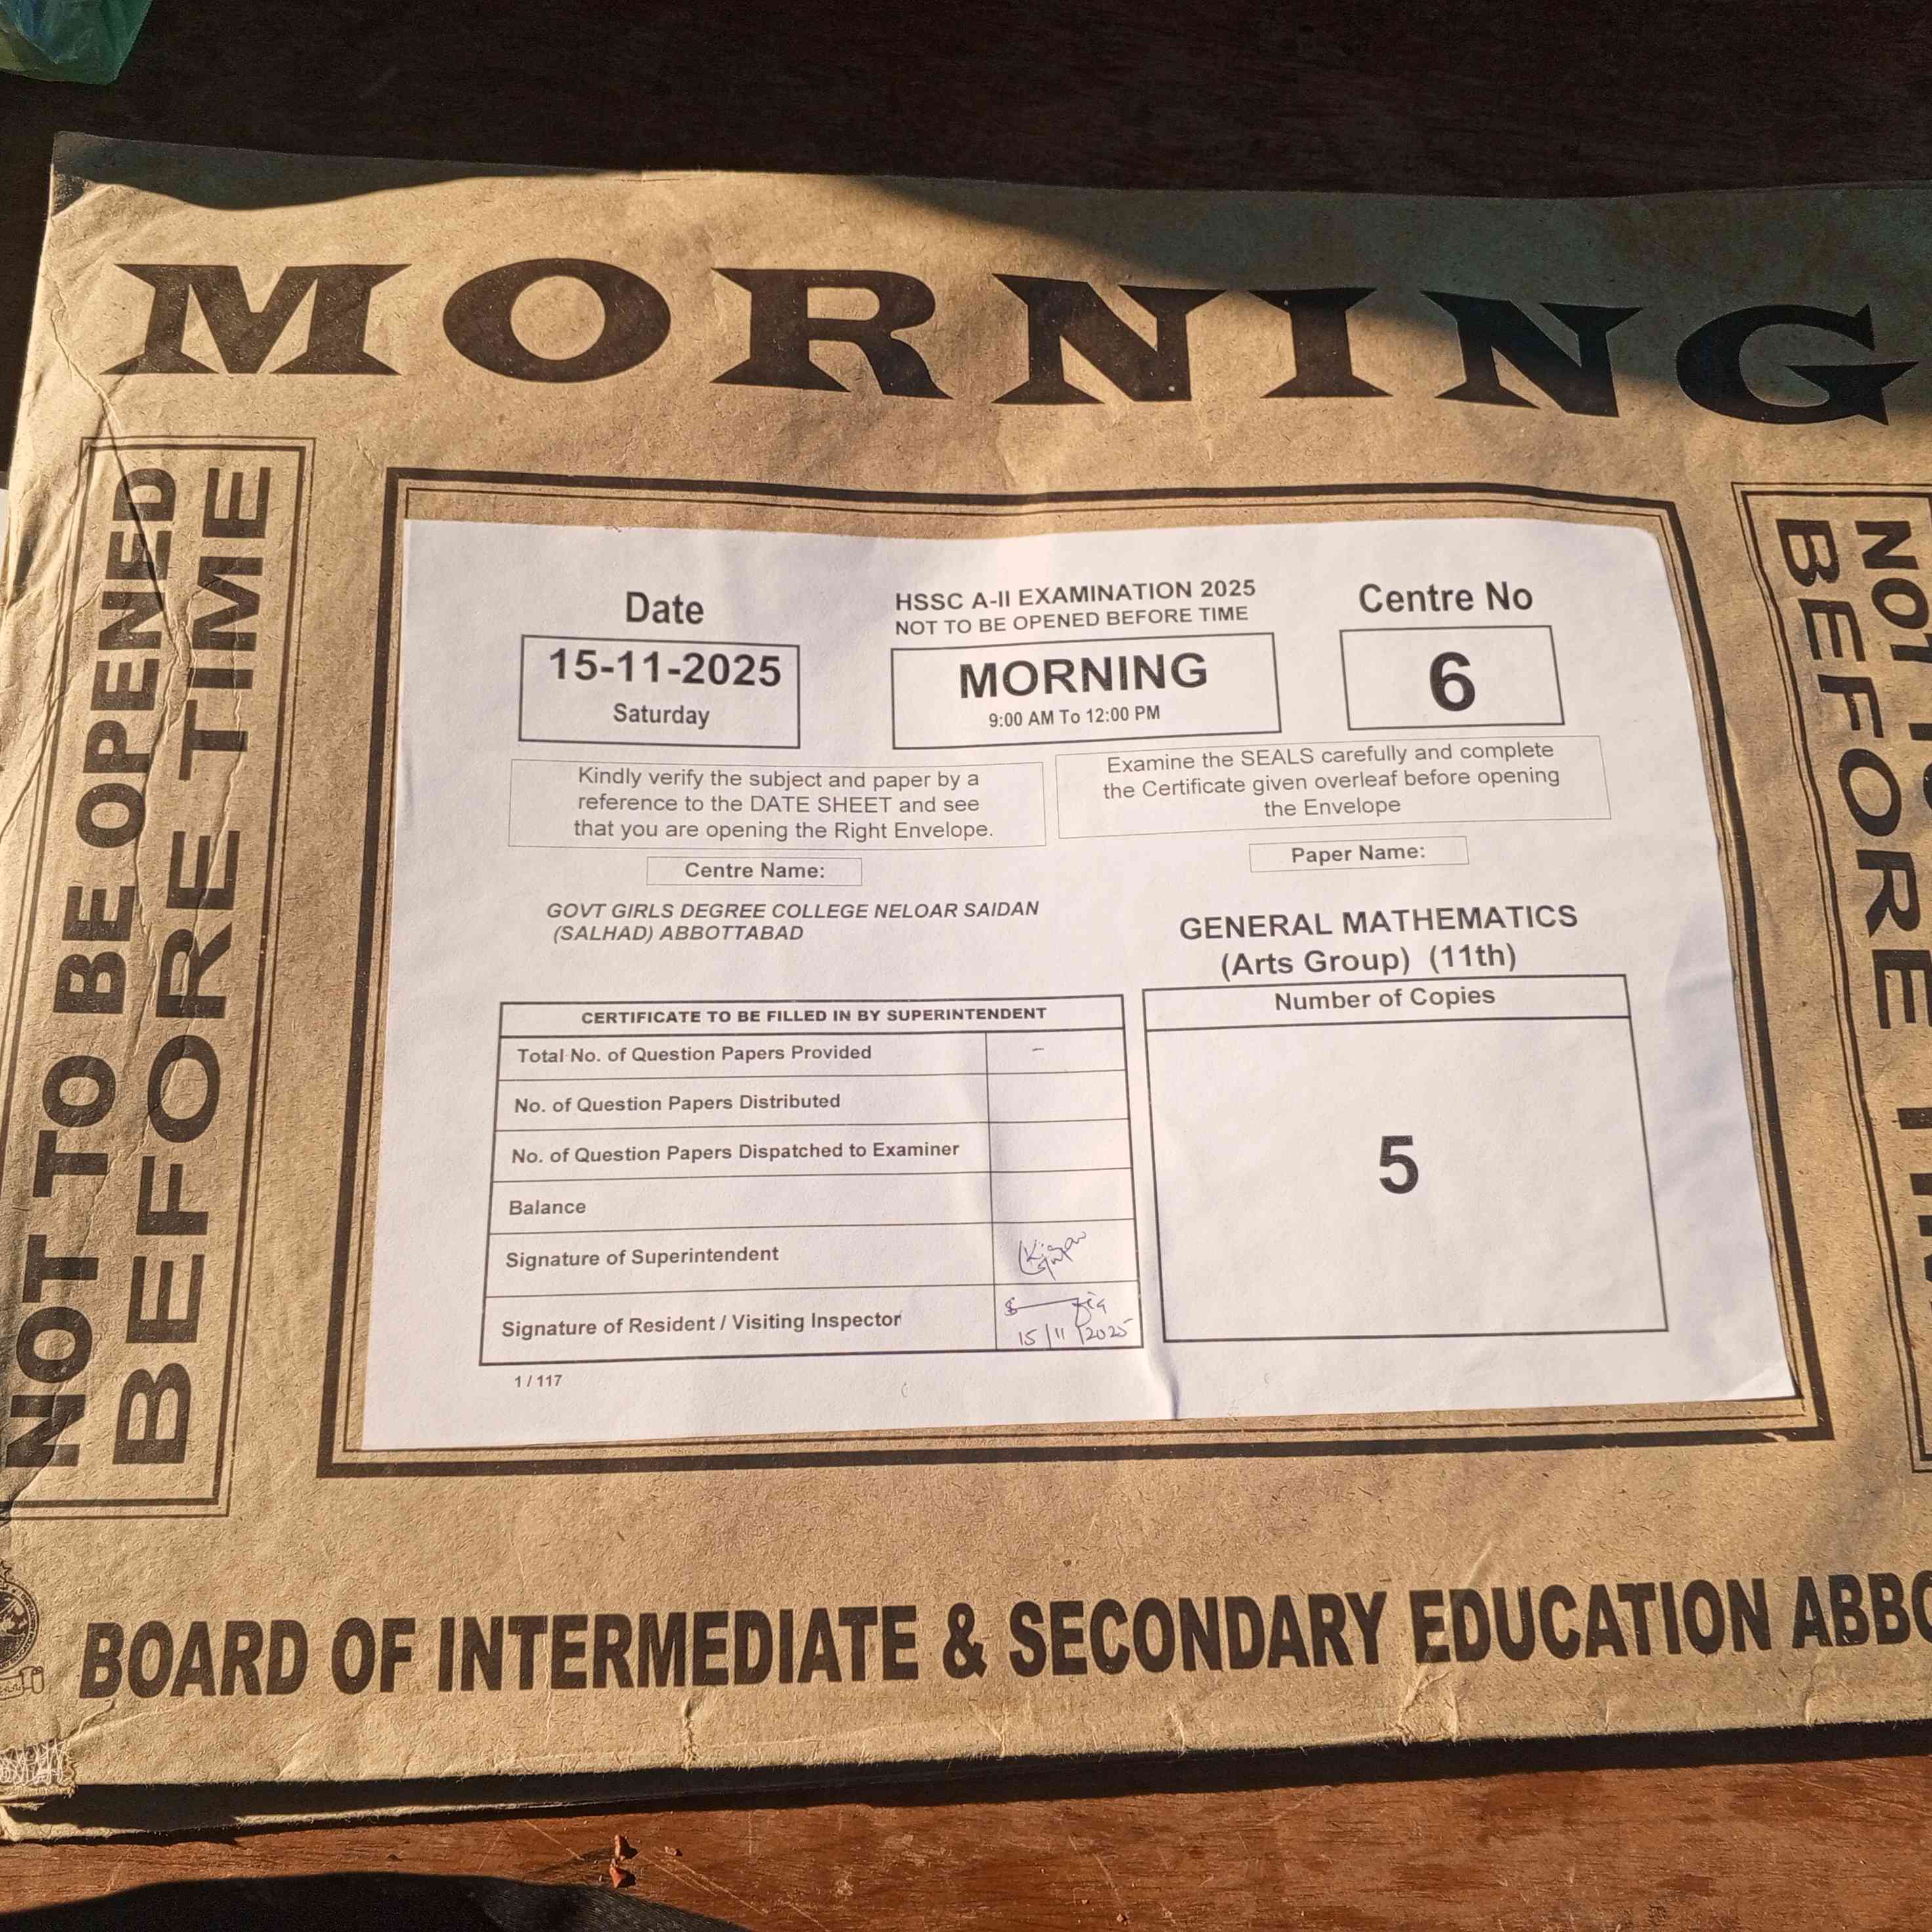 MORNING
NOT TO BE OPENED
BEFORE TIME
Date
15-11-2025
Saturday
HSSC A-II EXAMINATION 2025
NOT TO BE OPENED BEFORE TIME
MORNING
9:00 AM To 12:00 PM
Centre No
6
Kindly verify the subject and paper by a
reference to the DATE SHEET and see
that you are opening the Right Envelope.
Examine the SEALS carefully and complete
the Certificate given overleaf before opening
the Envelope
Centre Name:
GOVT GIRLS DEGREE COLLEGE NELOAR SAIDAN
(SALHAD) ABBOTTABAD
Paper Name:
GENERAL MATHEMATICS
(Arts Group) (11th)
CERTIFICATE TO BE FILLED IN BY SUPERINTENDENT
Total No. of Question Papers Provided –
No. of Question Papers Distributed
No. of Question Papers Dispatched to Examiner
Balance
Signature of Superintendent
Signature of Resident / Visiting Inspector
15/11/2025
Number of Copies
5
1 / 117
NOT
BEFORE
BOARD OF INTERMEDIATE & SECONDARY EDUCATION ABBO